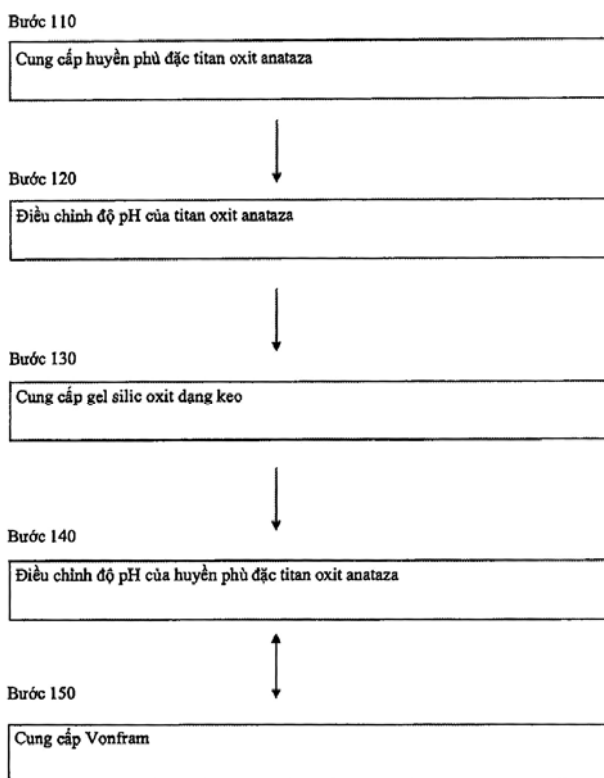 Bước 110
Cung cấp huyền phù đặc titan oxit anataza
Bước 120
Điều chỉnh độ pH của titan oxit anataza
Bước 130
Cung cấp gel silic oxit dạng keo
Bước 140
Điều chỉnh độ pH của huyền phù đặc titan oxit anataza
Bước 150
Cung cấp Vonfram